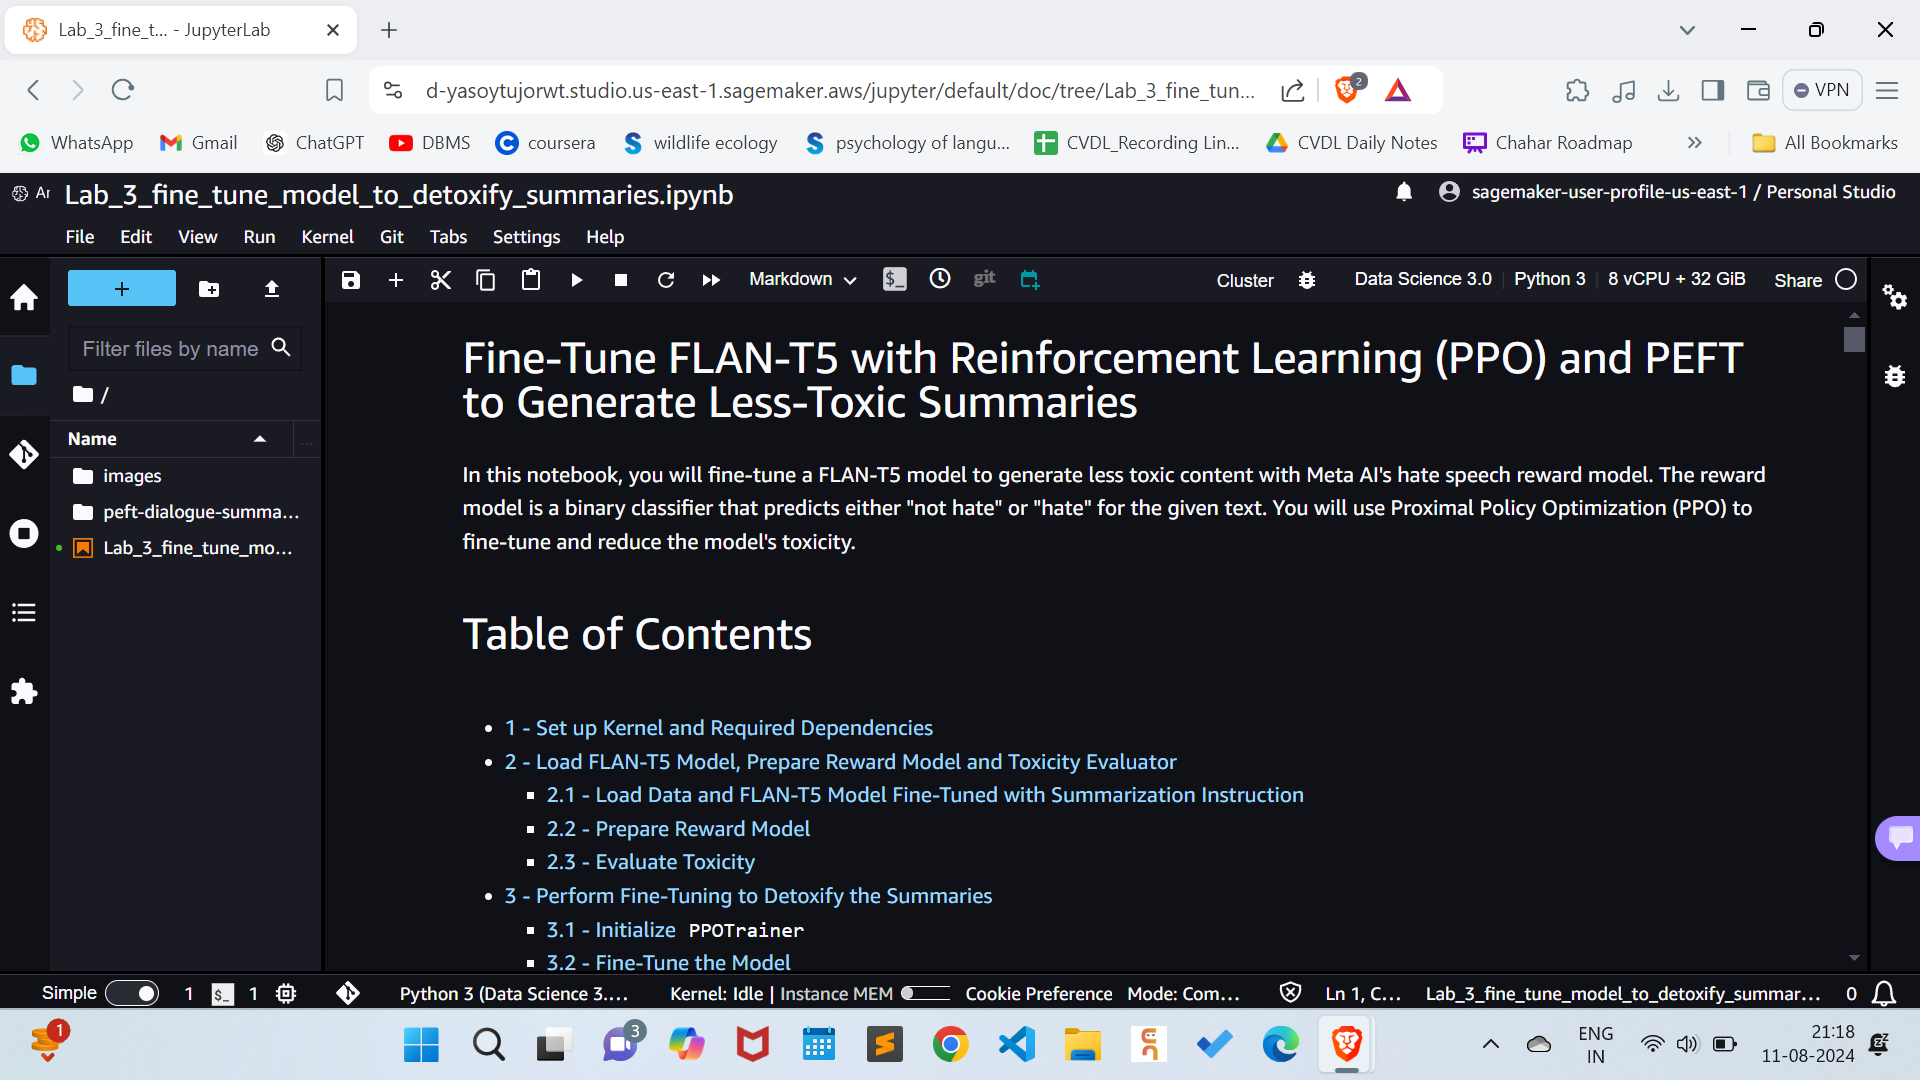 Lab_3_fine_t... - JupyterLab
d-yasoytujorwt.studio.us-east-1.sagemaker.aws/jupyter/default/doc/tree/Lab_3_fine_tun...
2
VPN
WhatsApp
Gmail
ChatGPT
DBMS
coursera
wildlife ecology
psychology of langu...
CVDL_Recording Lin...
CVDL Daily Notes
Chahar Roadmap
All Bookmarks
Lab_3_fine_tune_model_to_detoxify_summaries.ipynb
sagemaker-user-profile-us-east-1 / Personal Studio
File Edit View Run Kernel Git Tabs Settings Help
Markdown
git
Cluster
Data Science 3.0
Python 3
8 vCPU + 32 GiB
Share
Filter files by name
/
Name
images
peft-dialogue-summa...
Lab_3_fine_tune_mo...
Fine-Tune FLAN-T5 with Reinforcement Learning (PPO) and PEFT
to Generate Less-Toxic Summaries
In this notebook, you will fine-tune a FLAN-T5 model to generate less toxic content with Meta AI's hate speech reward model. The reward
model is a binary classifier that predicts either "not hate" or "hate" for the given text. You will use Proximal Policy Optimization (PPO) to
fine-tune and reduce the model's toxicity.
Table of Contents
• 1 - Set up Kernel and Required Dependencies
• 2 - Load FLAN-T5 Model, Prepare Reward Model and Toxicity Evaluator
▪ 2.1 - Load Data and FLAN-T5 Model Fine-Tuned with Summarization Instruction
▪ 2.2 - Prepare Reward Model
▪ 2.3 - Evaluate Toxicity
• 3 - Perform Fine-Tuning to Detoxify the Summaries
▪ 3.1 - Initialize PPOTrainer
▪ 3.2 - Fine-Tune the Model
Simple
1
$_
1
Python 3 (Data Science 3....
Kernel: Idle | Instance MEM
Cookie Preference
Mode: Com...
Ln 1, C...
Lab_3_fine_tune_model_to_detoxify_summar...
0
1
3
ENG
IN
21:18
11-08-2024